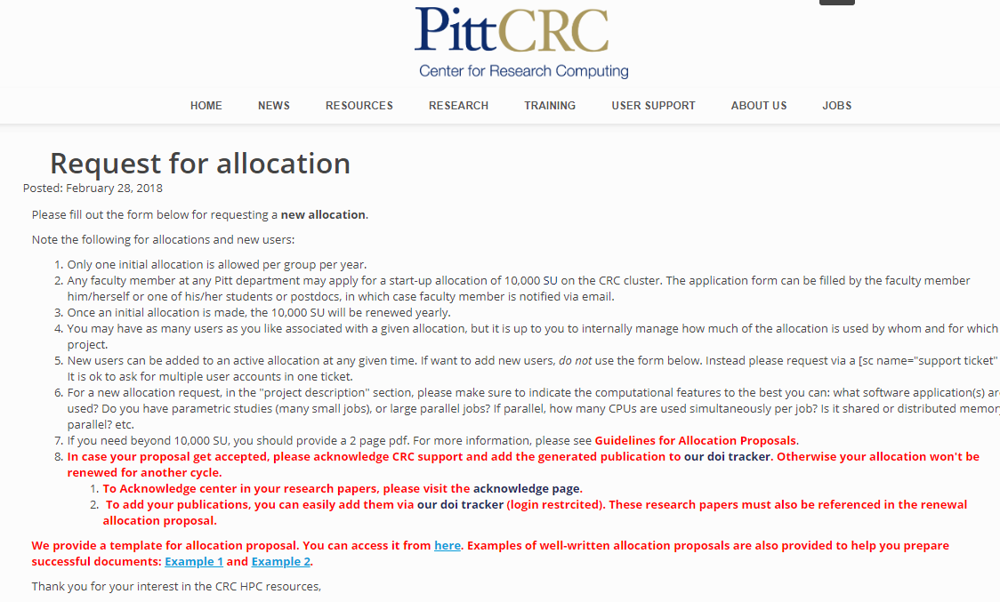 PittCRC
Center for Research Computing
HOME NEWS RESOURCES RESEARCH TRAINING USER SUPPORT ABOUT US JOBS
Request for allocation
Posted: February 28, 2018
Please fill out the form below for requesting a new allocation.
Note the following for allocations and new users:
1. Only one initial allocation is allowed per group per year.
2. Any faculty member at any Pitt department may apply for a start-up allocation of 10,000 SU on the CRC cluster. The application form can be filled by the faculty member
him/herself or one of his/her students or postdocs, in which case faculty member is notified via email.
3. Once an initial allocation is made, the 10,000 SU will be renewed yearly.
4. You may have as many users as you like associated with a given allocation, but it is up to you to internally manage how much of the allocation is used by whom and for which
project.
5. New users can be added to an active allocation at any given time. If want to add new users, do not use the form below. Instead please request via a [sc name="support ticket"
It is ok to ask for multiple user accounts in one ticket.
6. For a new allocation request, in the "project description" section, please make sure to indicate the computational features to the best you can: what software application(s)
used? Do you have parametric studies (many small jobs), or large parallel jobs? If parallel, how many CPUs are used simultaneously per job? Is it shared or distributed
parallel? etc.
7. If you need beyond 10,000 SU, you should provide a 2 page pdf. For more information, please see Guidelines for Allocation Proposals.
8. In case your proposal get accepted, please acknowledge CRC support and add the generated publication to our doi tracker. Otherwise your allocation won't be
renewed for another cycle.
1. To Acknowledge center in your research papers, please visit the acknowledge page.
2. To add your publications, you can easily add them via our doi tracker (login restrcited). These research papers must also be referenced in the renewal
allocation proposal.
We provide a template for allocation proposal. You can access it from here. Examples of well-written allocation proposals are also provided to help you prepare
successful documents: Example 1 and Example 2.
Thank you for your interest in the CRC HPC resources,